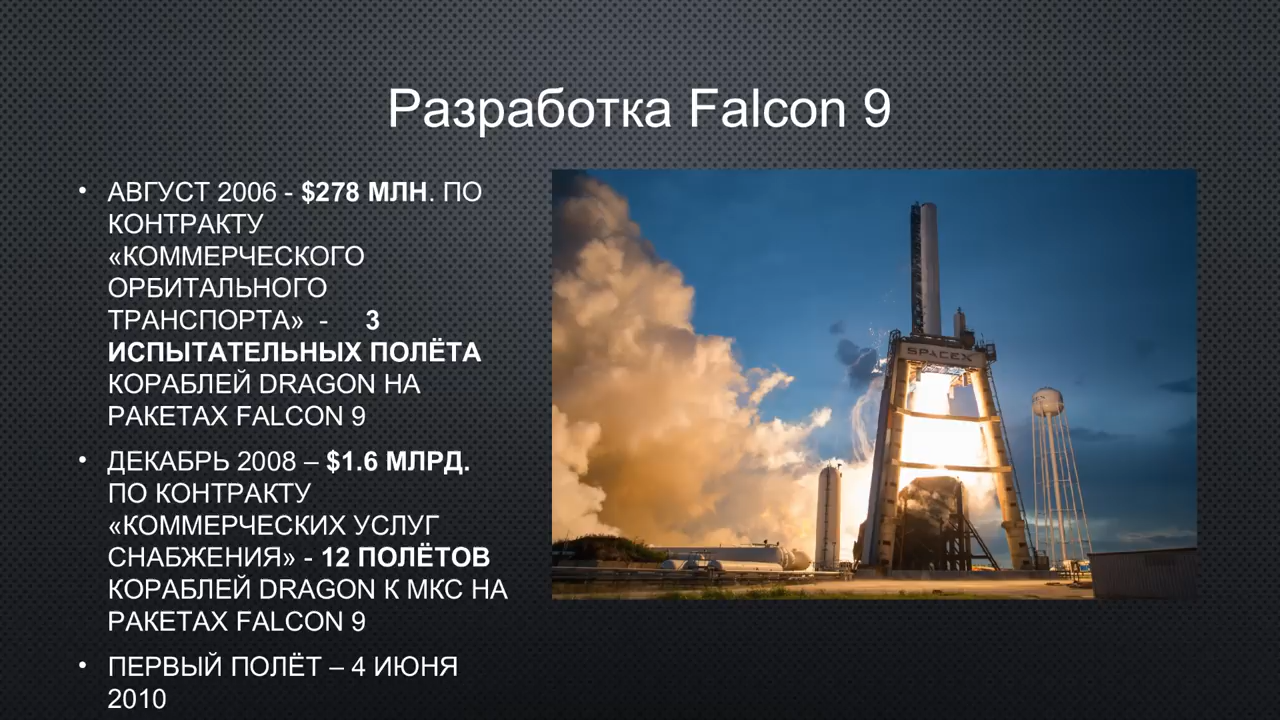 Разработка Falcon 9
• АВГУСТ 2006 - $278 МЛН. ПО
КОНТРАКТУ
«КОММЕРЧЕСКОГО
ОРБИТАЛЬНОГО
ТРАНСПОРТА» - 3
ИСПЫТАТЕЛЬНЫХ ПОЛЁТА
КОРАБЛЕЙ DRAGON НА
РАКЕТАХ FALCON 9
• ДЕКАБРЬ 2008 – $1.6 МЛРД.
ПО КОНТРАКТУ
«КОММЕРЧЕСКИХ УСЛУГ
СНАБЖЕНИЯ» - 12 ПОЛЁТОВ
КОРАБЛЕЙ DRAGON К МКС НА
РАКЕТАХ FALCON 9
• ПЕРВЫЙ ПОЛЁТ – 4 ИЮНЯ
2010
SPACEX